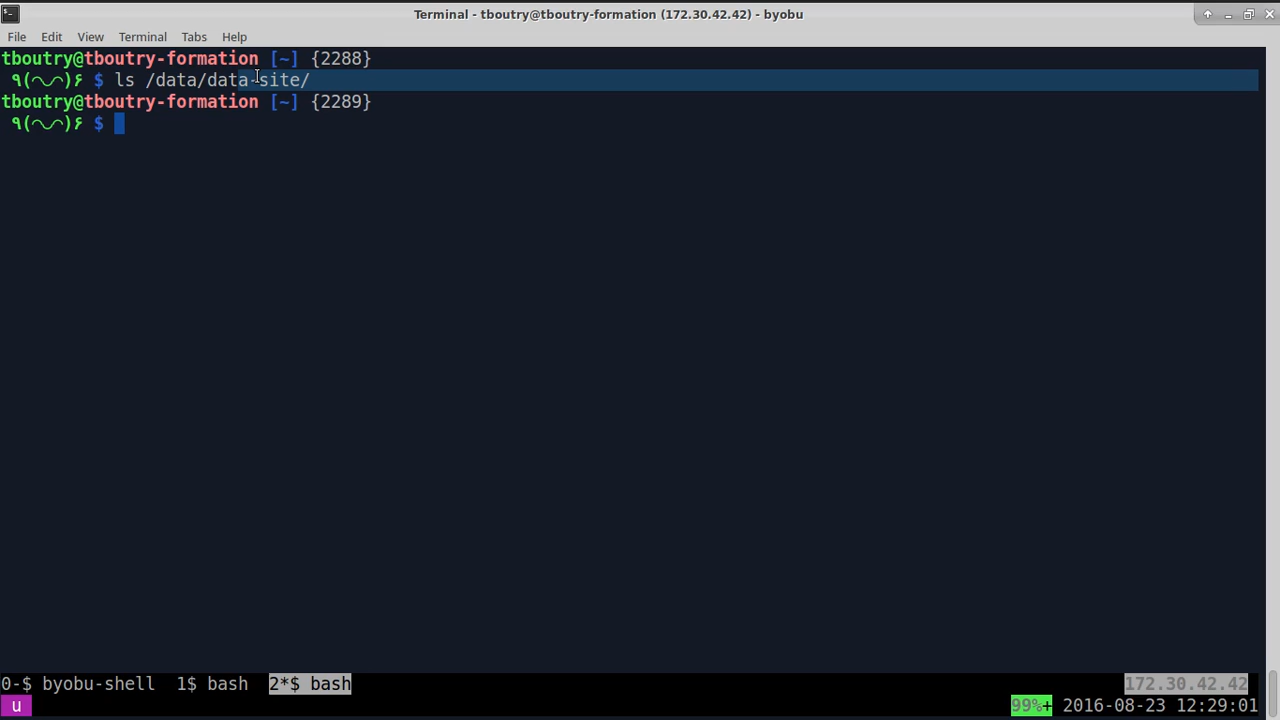 Terminal - tboutry@tboutry-formation (172.30.42.42) - byobu
File Edit View Terminal Tabs Help
tboutry@tboutry-formation [~] {2288}
٩(◠◡◠)۶ $ ls /data/data-site/
tboutry@tboutry-formation [~] {2289}
٩(◠◡◠)۶ $
0-$ byobu-shell 1$ bash 2*$ bash 172.30.42.42
u 99%+ 2016-08-23 12:29:01